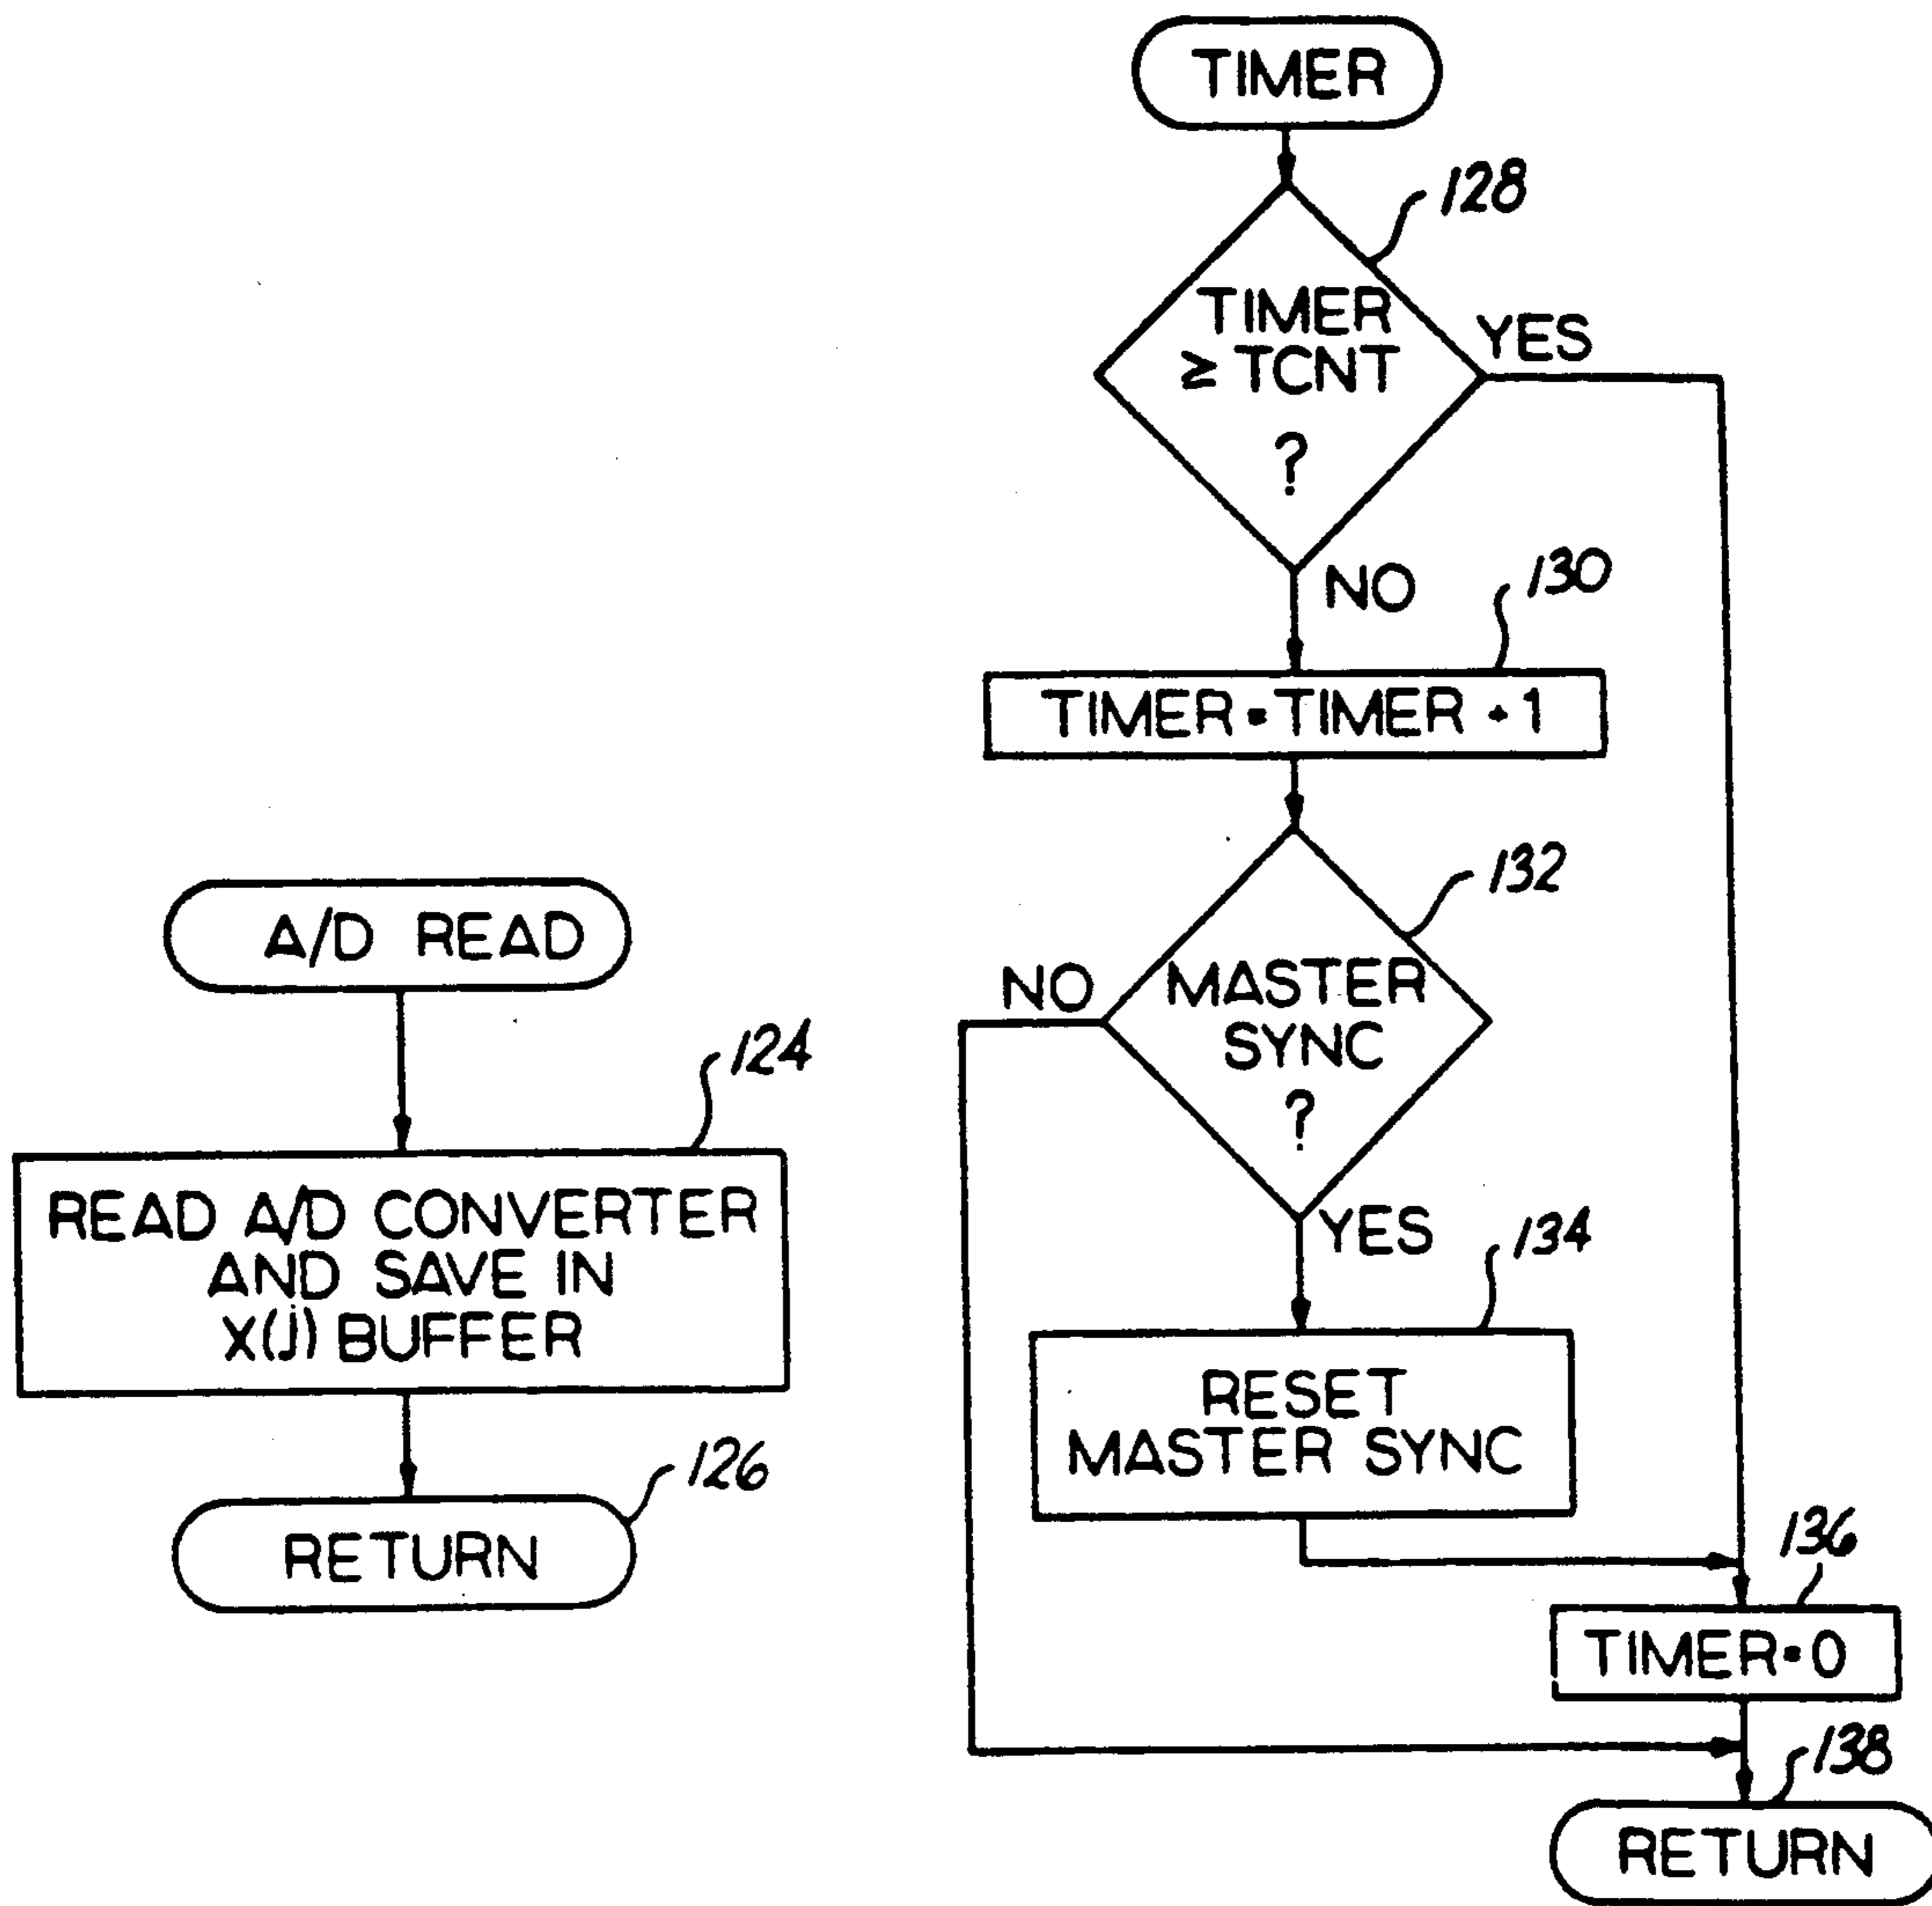 A/D READ
124
READ A/D CONVERTER
AND SAVE IN
X(j) BUFFER
126
RETURN
TIMER
128
TIMER
≥ TCNT
?
YES
NO
130
TIMER=TIMER +1
132
MASTER
SYNC
?
NO
YES
134
RESET
MASTER SYNC
136
TIMER=0
138
RETURN